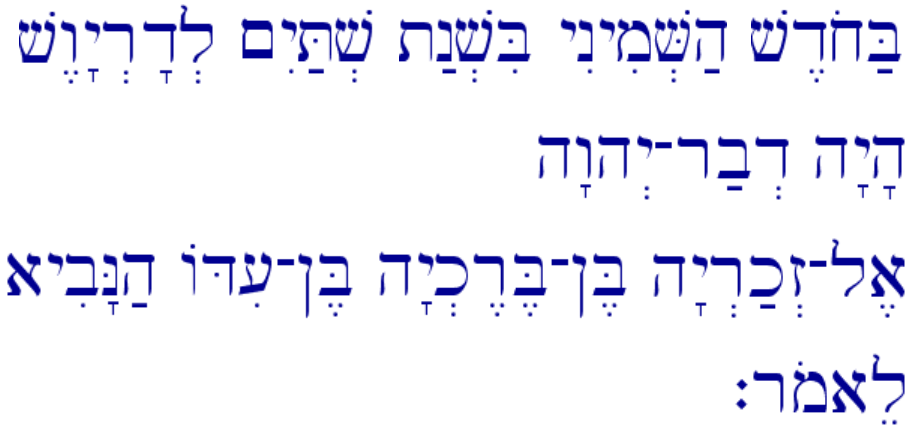 בַּחֹדֶשׁ הַשְּׁמִינִי בִּשְׁנַת שְׁתַּיִם לְדָרְיָוֶשׁ
הָיָה דְבַר־יְהוָה
אֶל־זְכַרְיָה בֶּן־בֶּרֶכְיָה בֶּן־עִדּוֹ הַנָּבִיא
לֵאמֹר׃